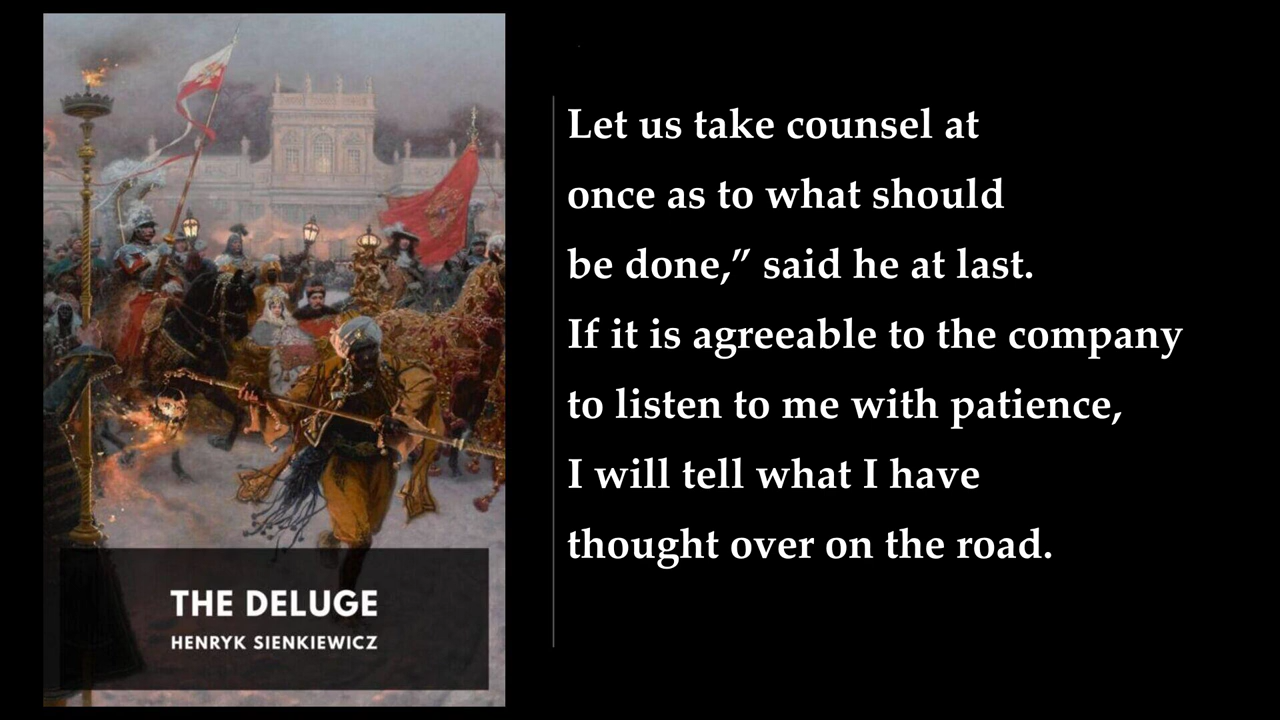 THE DELUGE
HENRYK SIENKIEWICZ
Let us take counsel at
once as to what should
be done,” said he at last.
If it is agreeable to the company
to listen to me with patience,
I will tell what I have
thought over on the road.